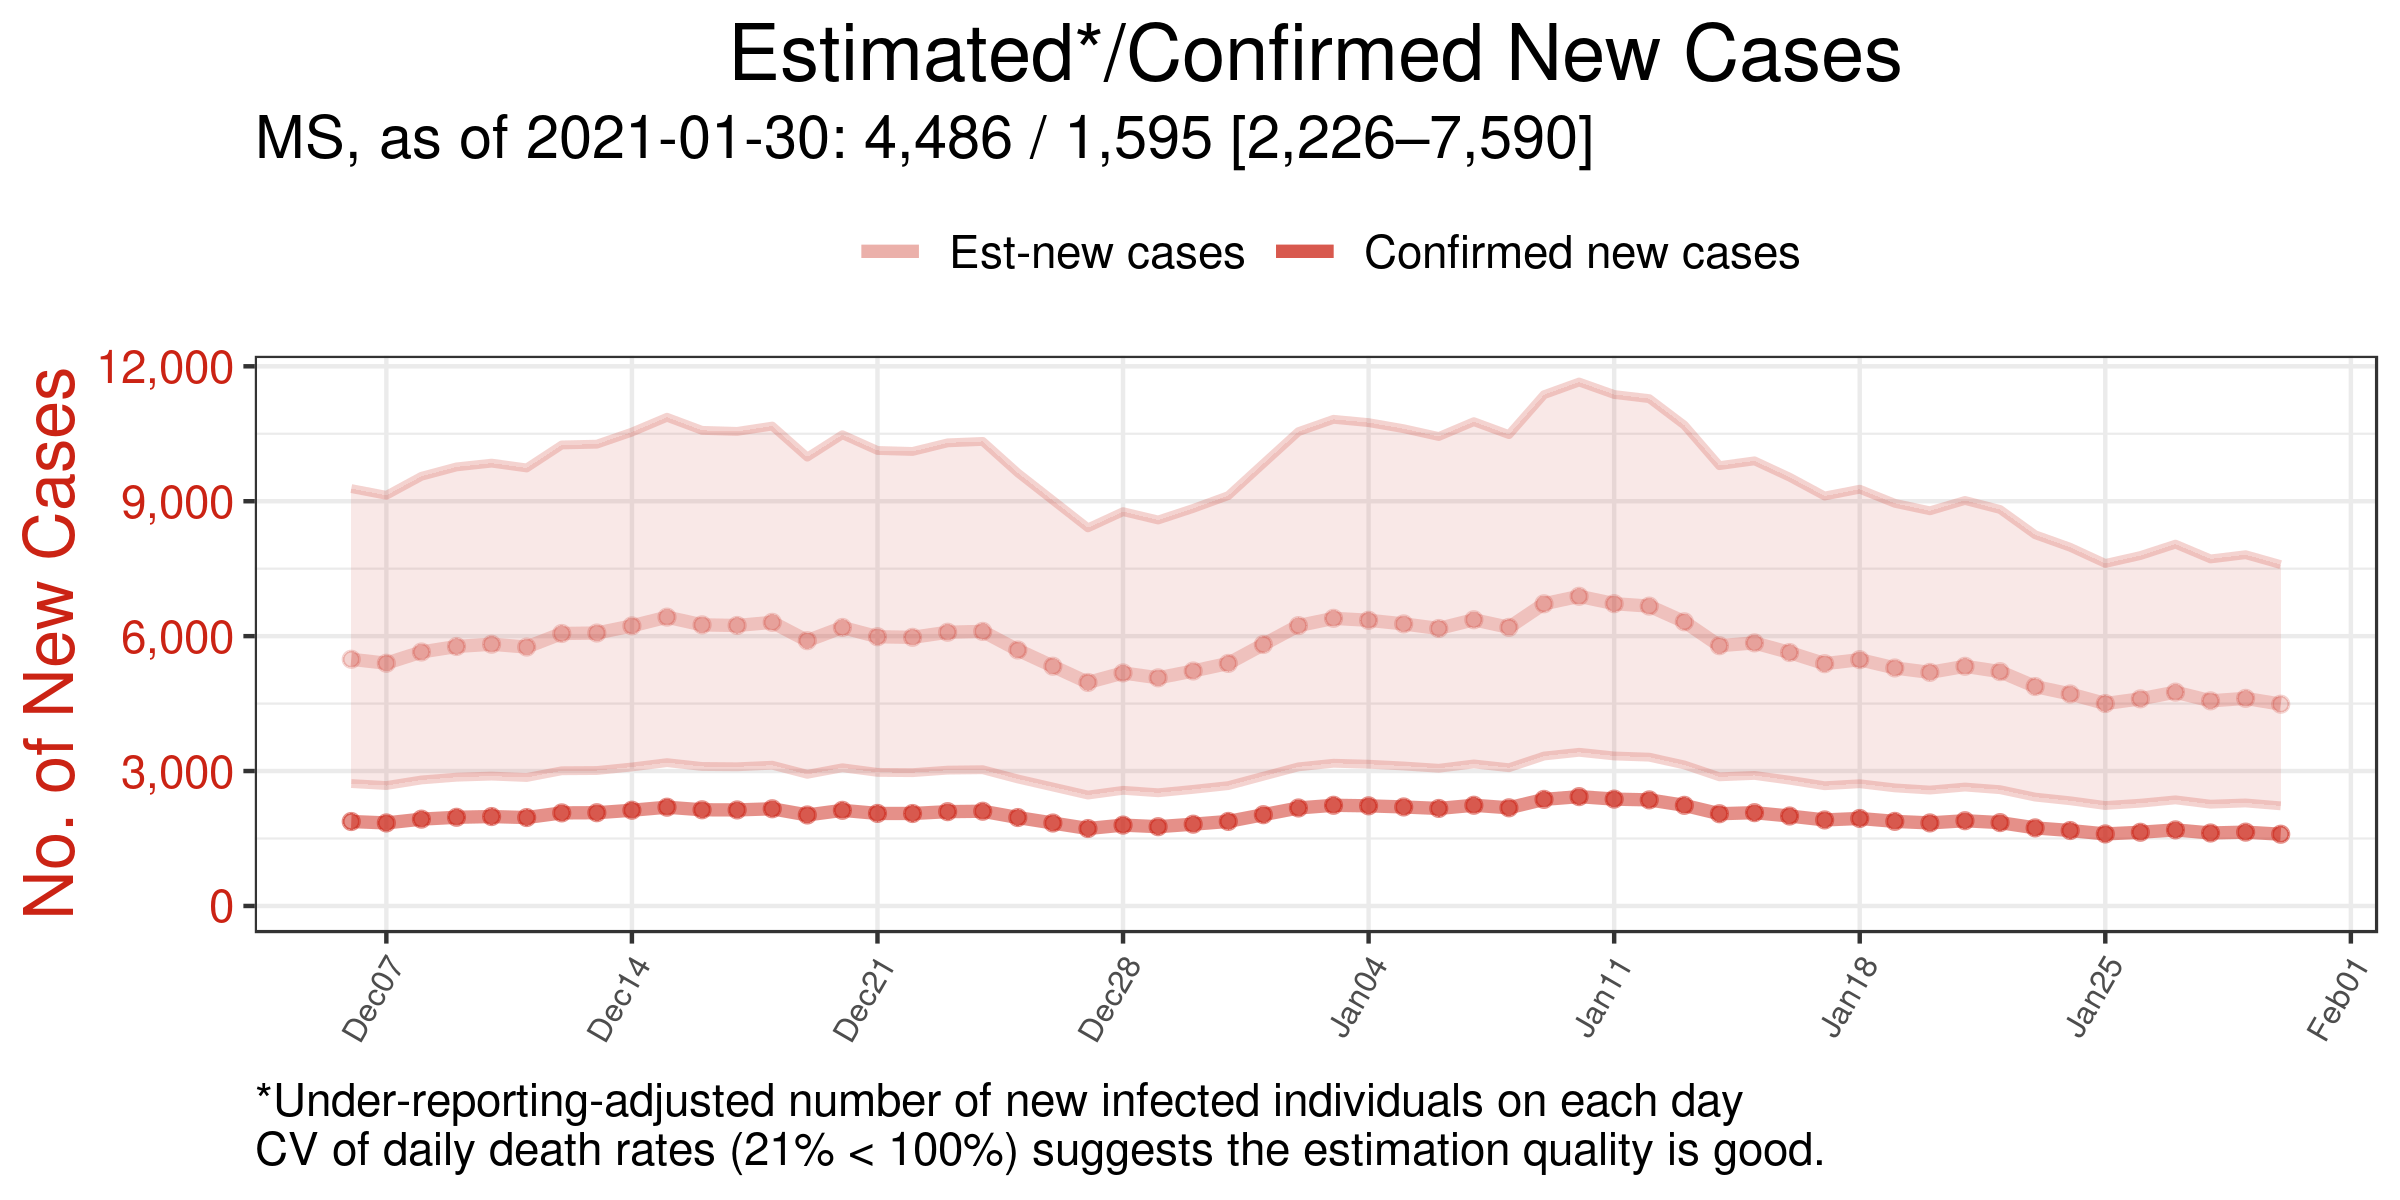 Estimated*/Confirmed New Cases
MS, as of 2021-01-30: 4,486 / 1,595 [2,226–7,590]
Est-new cases Confirmed new cases
No. of New Cases
12,000
9,000
6,000
3,000
0
Dec07 Dec14 Dec21 Dec28 Jan04 Jan11 Jan18 Jan25 Feb01
*Under-reporting-adjusted number of new infected individuals on each day
CV of daily death rates (21% < 100%) suggests the estimation quality is good.